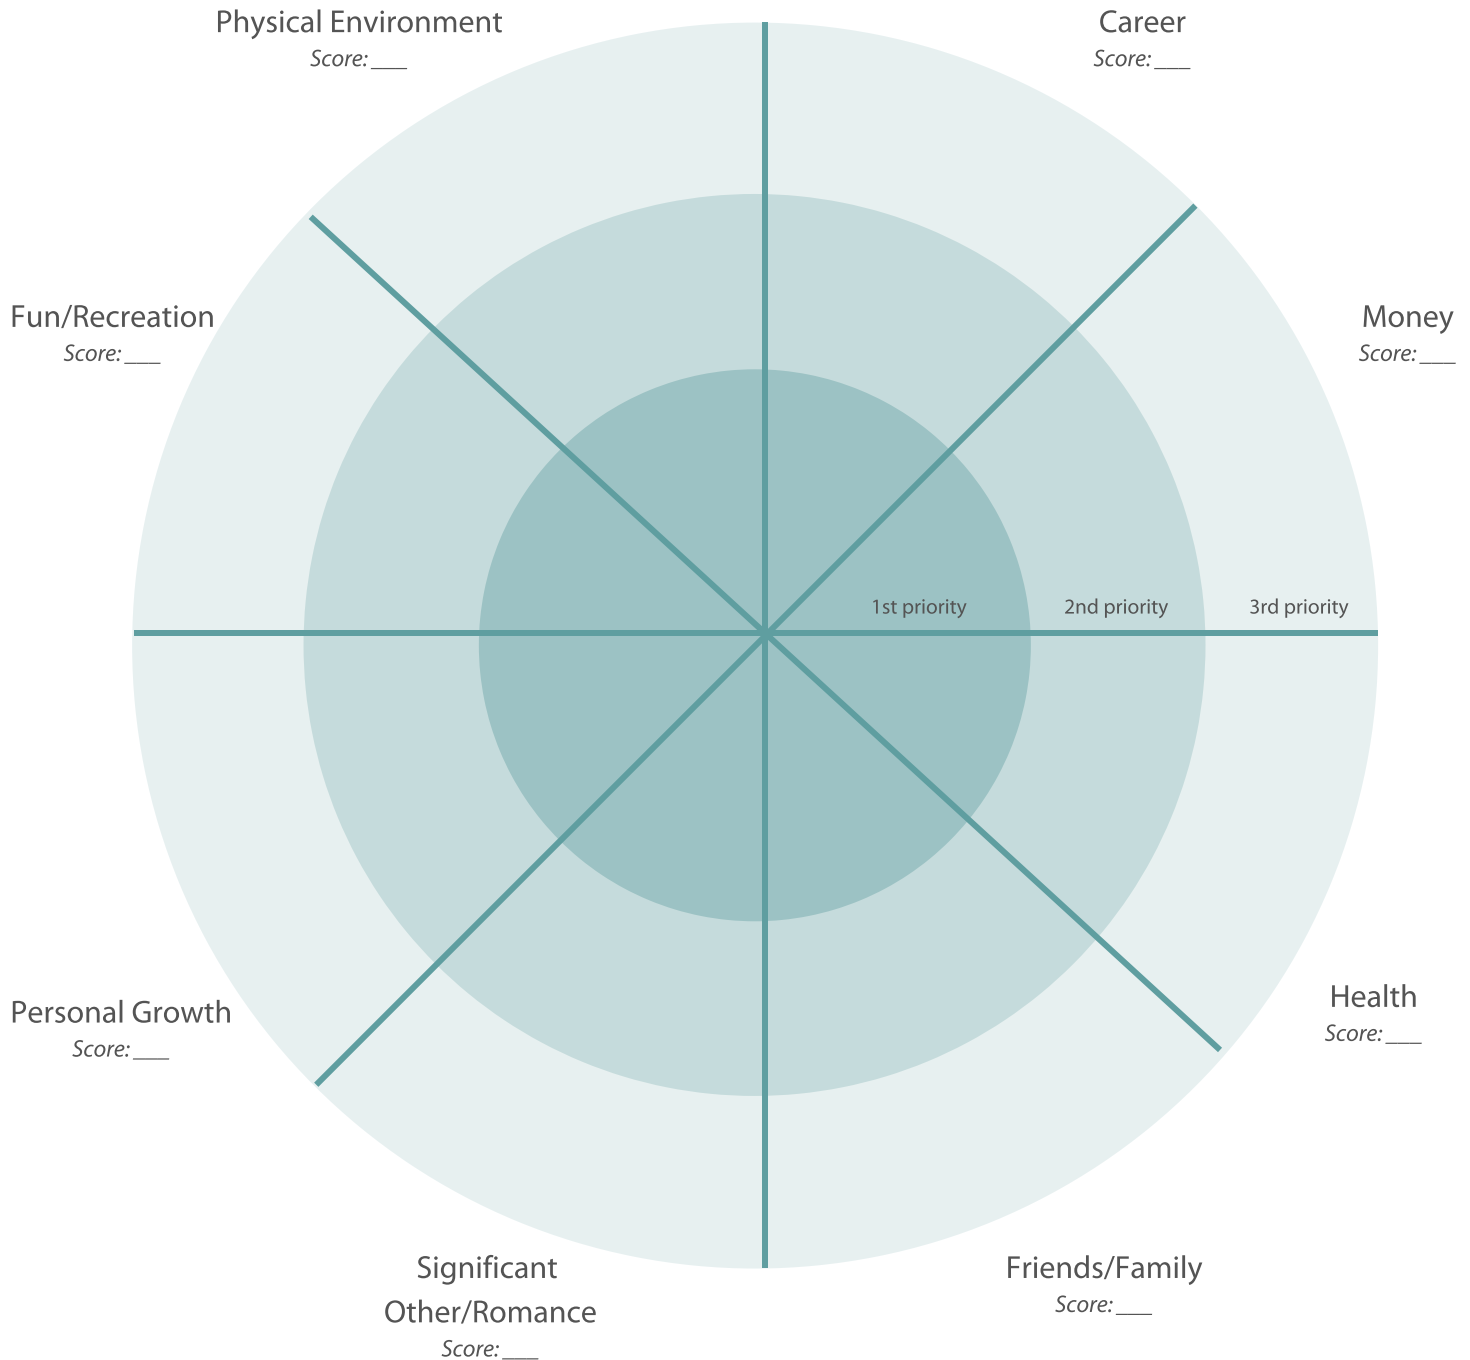 Physical Environment
Score: ___
Career
Score: ___
Fun/Recreation
Score: ___
Money
Score: ___
1st priority
2nd priority
3rd priority
Personal Growth
Score: ___
Health
Score: ___
Significant
Other/Romance
Score: ___
Friends/Family
Score: ___